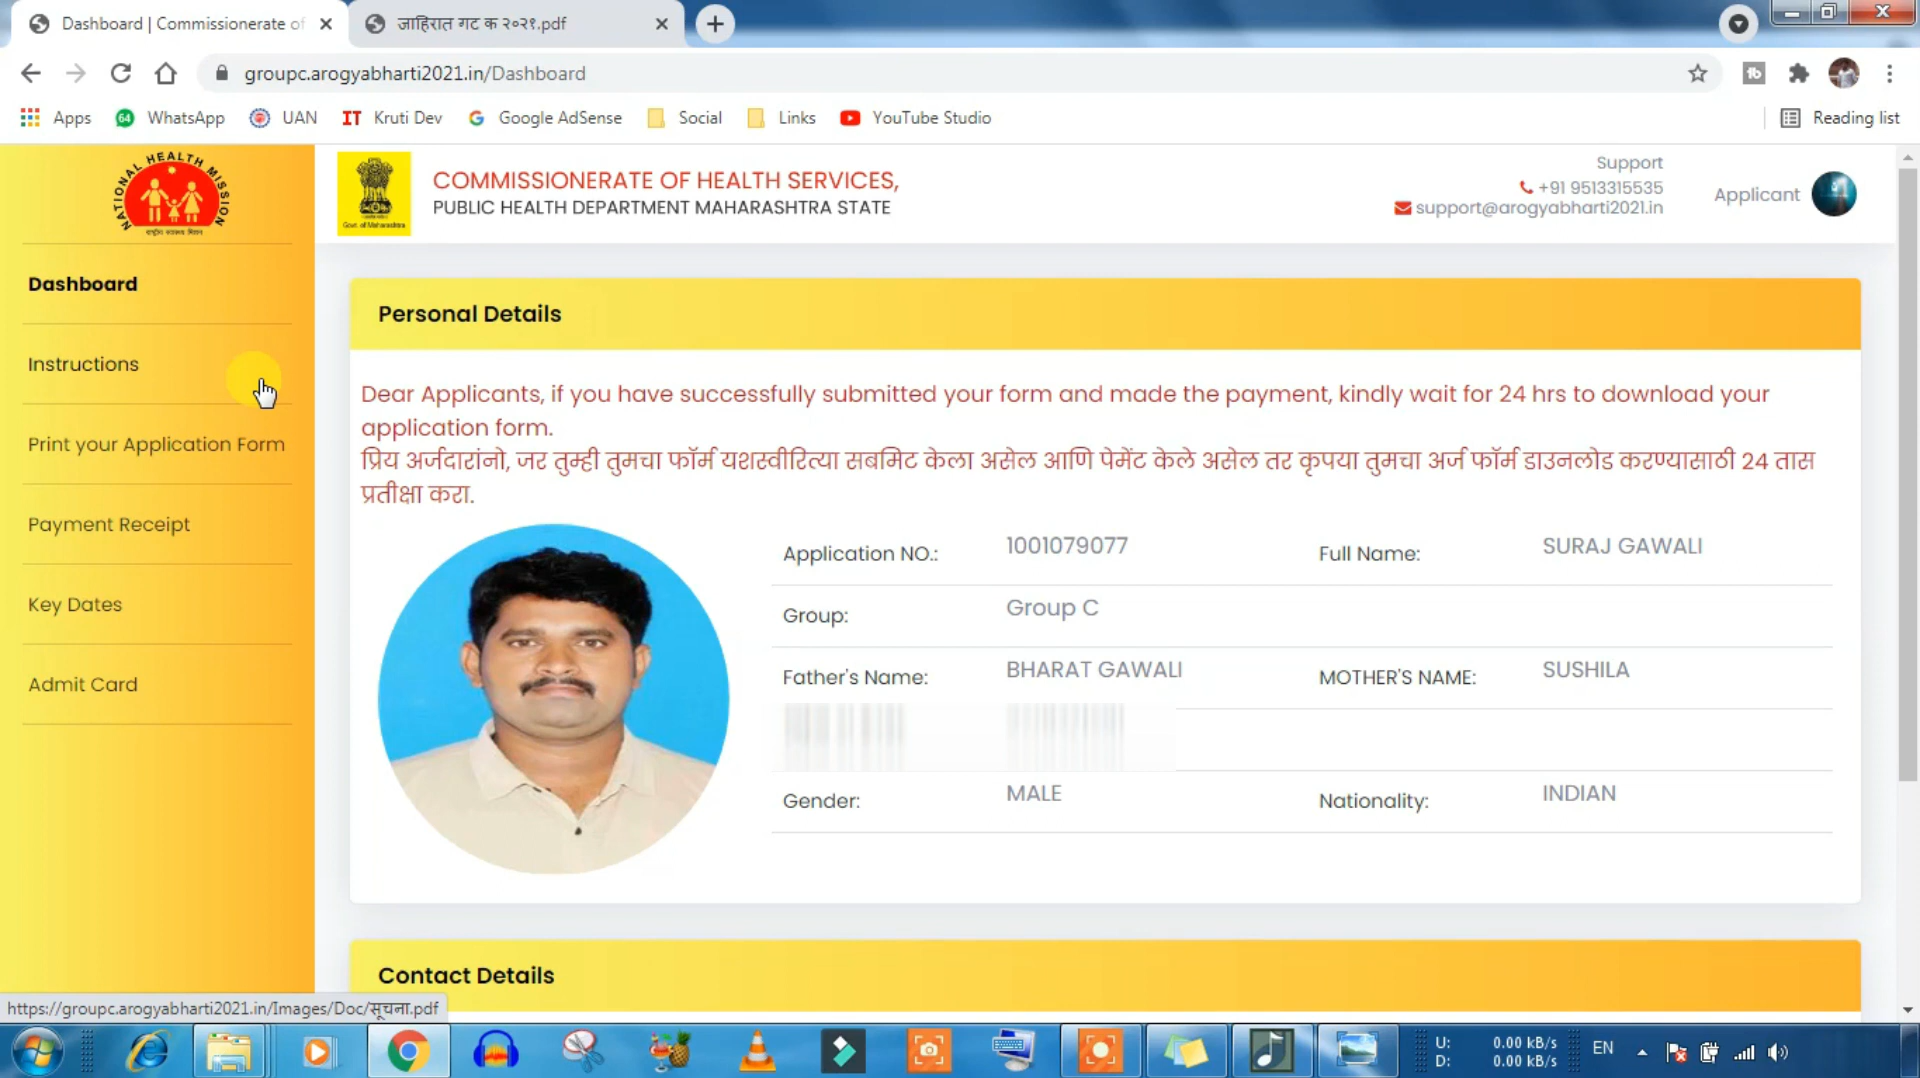 Dashboard | Commissionerate of
जाहिरात गट क २०२१.pdf
groupc.arogyabharti2021.in/Dashboard
Apps
64
WhatsApp
UAN
IT
Kruti Dev
Google AdSense
Social
Links
YouTube Studio
Reading list
NATIONAL HEALTH MISSION
COMMISSIONERATE OF HEALTH SERVICES,
PUBLIC HEALTH DEPARTMENT MAHARASHTRA STATE
Support
+91 9513315535
support@arogyabharti2021.in
Applicant
Dashboard
Instructions
Print your Application Form
Payment Receipt
Key Dates
Admit Card
Personal Details
Dear Applicants, if you have successfully submitted your form and made the payment, kindly wait for 24 hrs to download your
application form.
प्रिय अर्जदारांनो, जर तुम्ही तुमचा फॉर्म यशस्वीरित्या सबमिट केला असेल आणि पेमेंट केले असेल तर कृपया तुमचा अर्ज फॉर्म डाउनलोड करण्यासाठी 24 तास
प्रतीक्षा करा.
Application NO.: 1001079077 Full Name: SURAJ GAWALI
Group: Group C
Father's Name: BHARAT GAWALI MOTHER'S NAME: SUSHILA
Gender: MALE Nationality: INDIAN
Contact Details
https://groupc.arogyabharti2021.in/Images/Doc/सूचना.pdf
U: 0.00 kB/s
D: 0.00 kB/s
EN